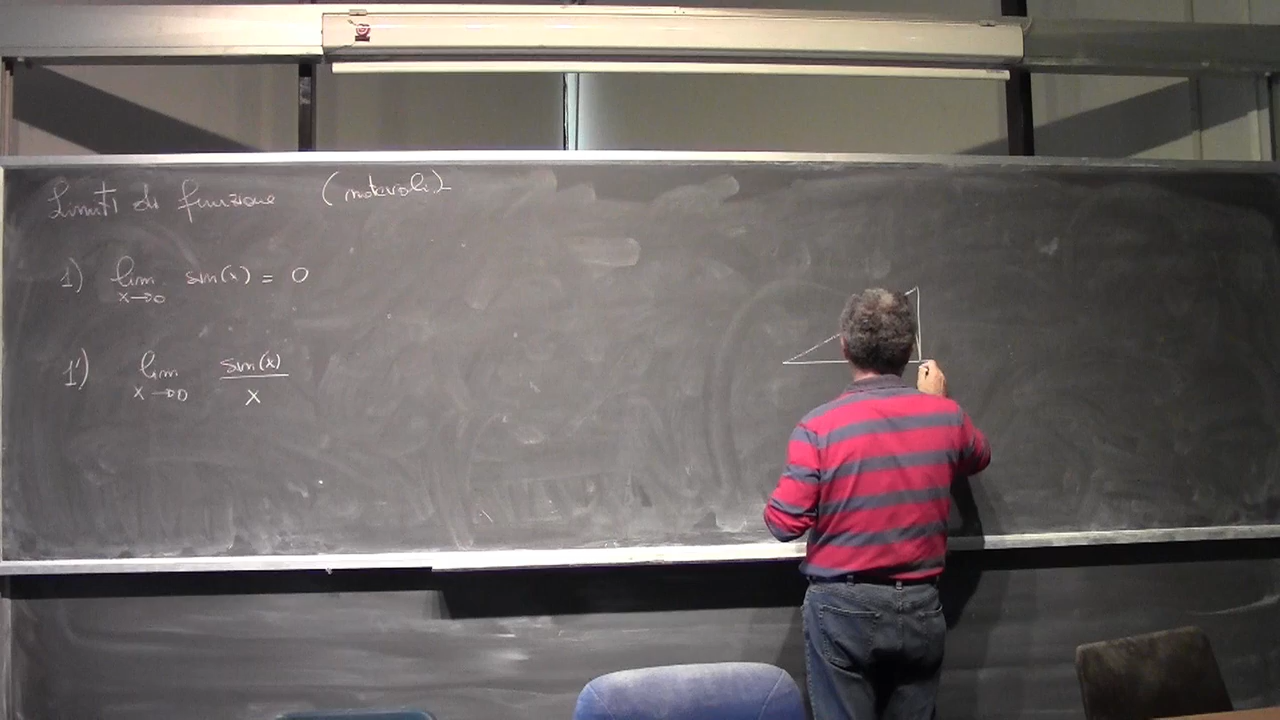 Limiti di funzione (notevoli)
1) lim sin(x) = 0
x→0
1') lim sin(x)
x→0 x